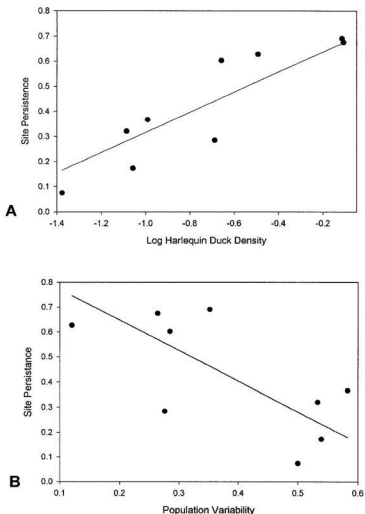 0.8
0.7
0.6
0.5
0.4
0.3
0.2
0.1
0.0
Site Persistence
-1.4 -1.2 -1.0 -0.8 -0.6 -0.4 -0.2
A
Log Harlequin Duck Density
0.8
0.7
0.6
0.5
0.4
0.3
0.2
0.1
0.0
Site Persistance
0.1 0.2 0.3 0.4 0.5 0.6
B
Population Variability